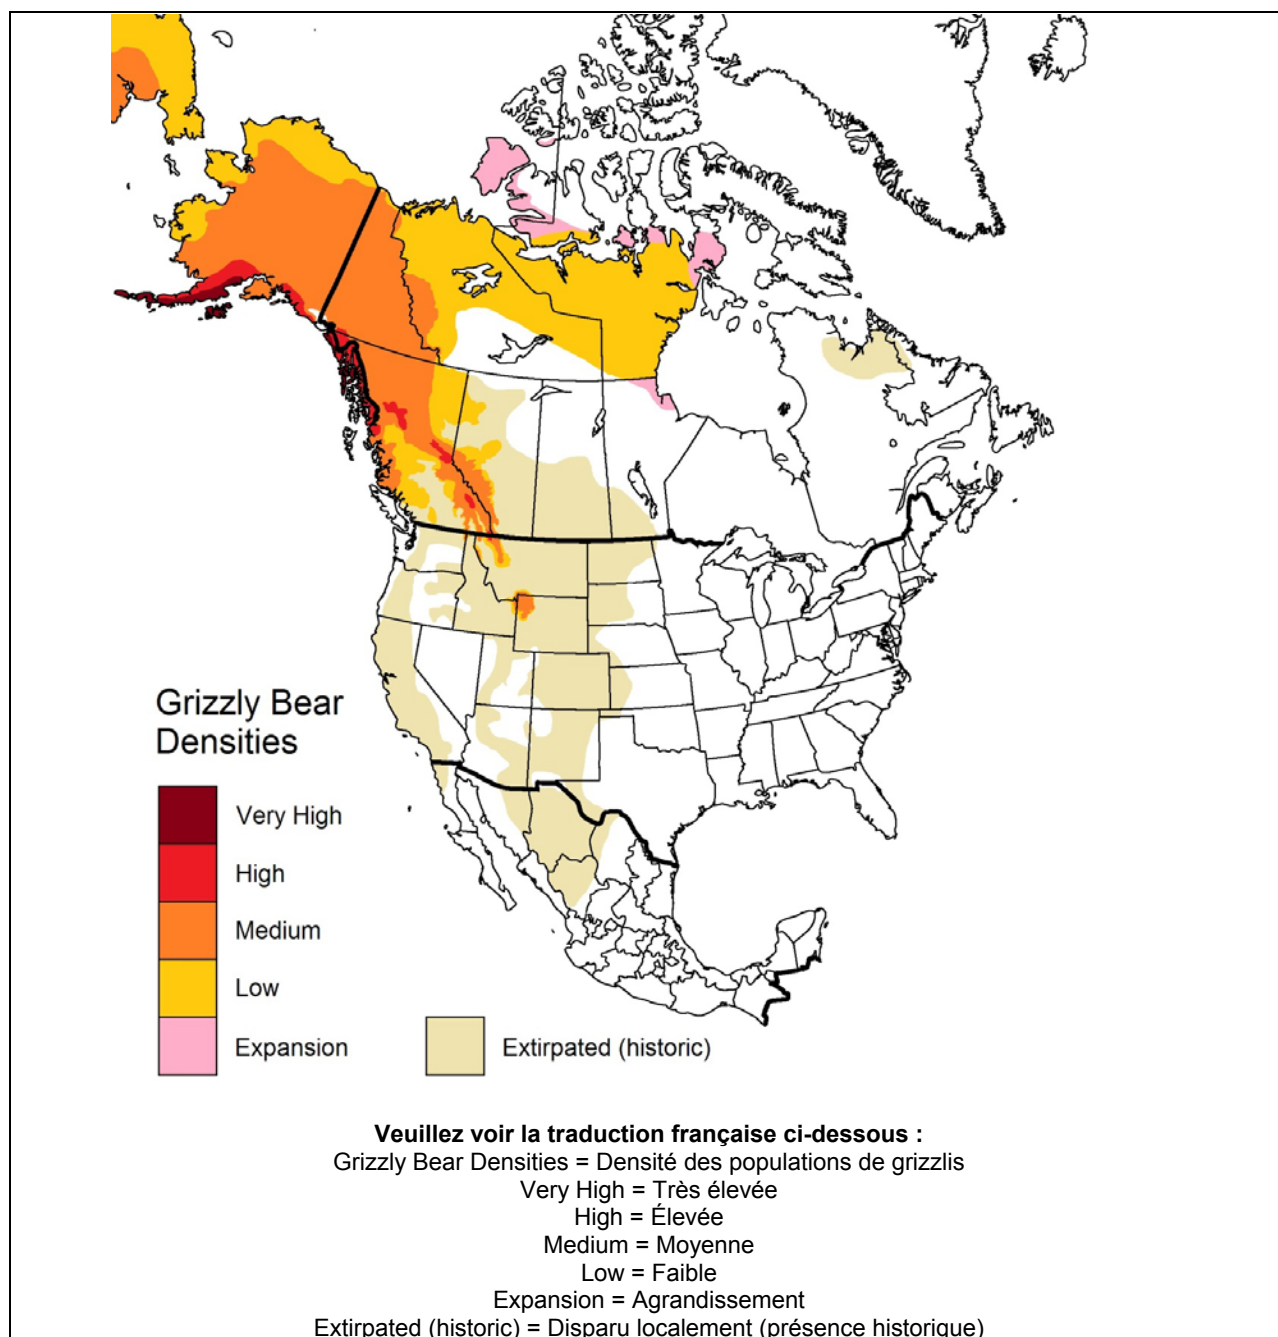 Grizzly Bear
Densities
Very High
High
Medium
Low
Expansion
Extirpated (historic)
Veuillez voir la traduction française ci-dessous :
Grizzly Bear Densities = Densité des populations de grizzlis
Very High = Très élevée
High = Élevée
Medium = Moyenne
Low = Faible
Expansion = Agrandissement
Extirpated (historic) = Disparu localement (présence historique)